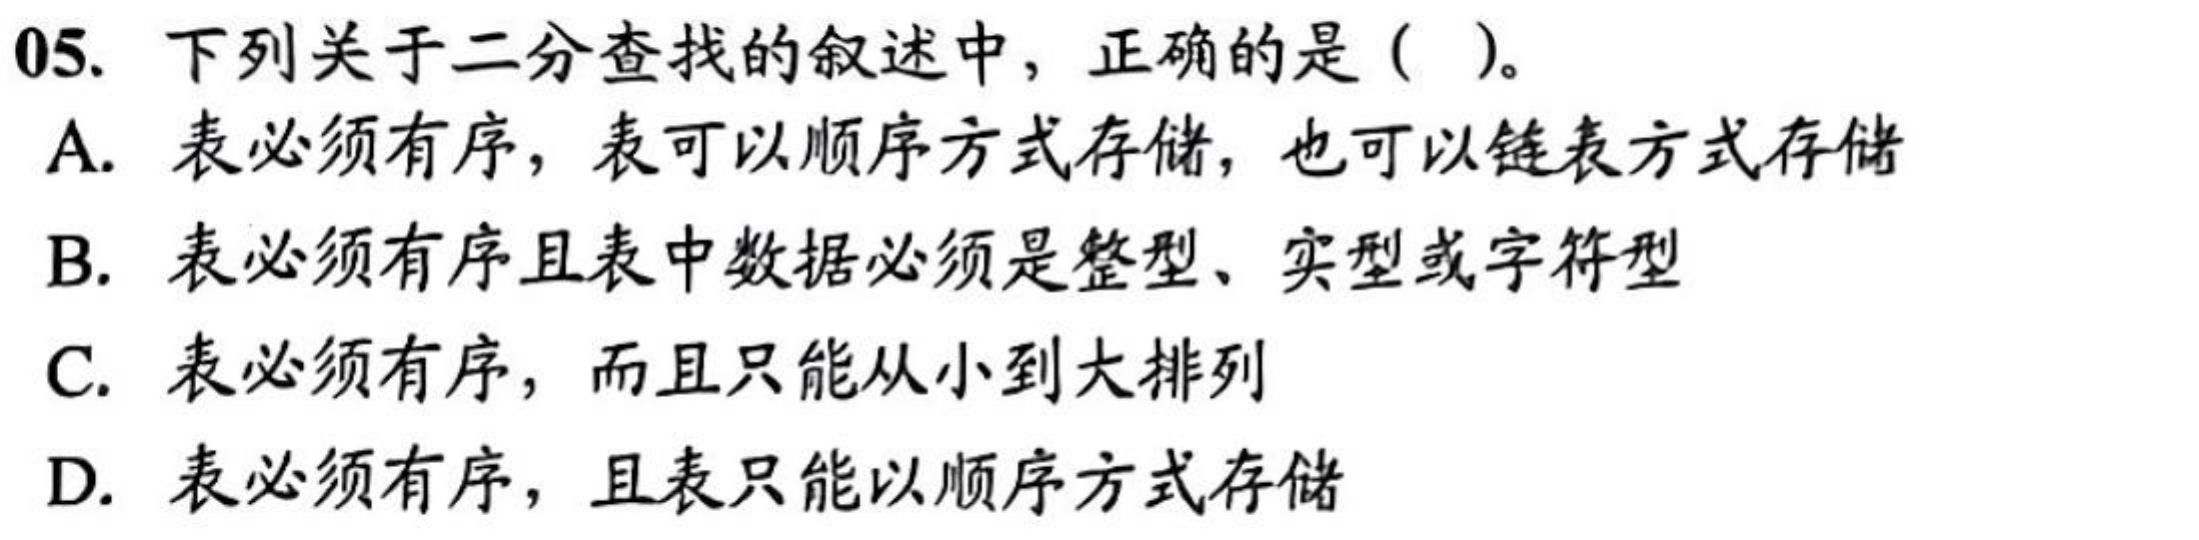 05. 下列关于二分查找的叙述中，正确的是（ ）。
A. 表必须有序，表可以顺序方式存储，也可以链表方式存储
B. 表必须有序且表中数据必须是整型、实型或字符型
C. 表必须有序，而且只能从小到大排列
D. 表必须有序，且表只能以顺序方式存储